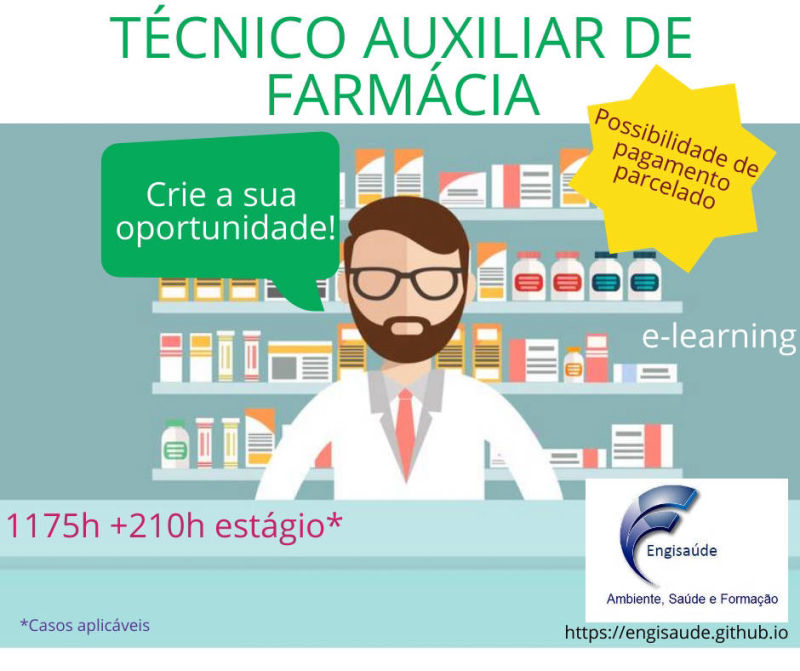 TÉCNICO AUXILIAR DE
FARMÁCIA
Crie a sua
oportunidade!
Possibilidade de
pagamento
parcelado
e-learning
1175h +210h estágio*
Engisaúde
Ambiente, Saúde e Formação
*Casos aplicáveis
https://engisaude.github.io